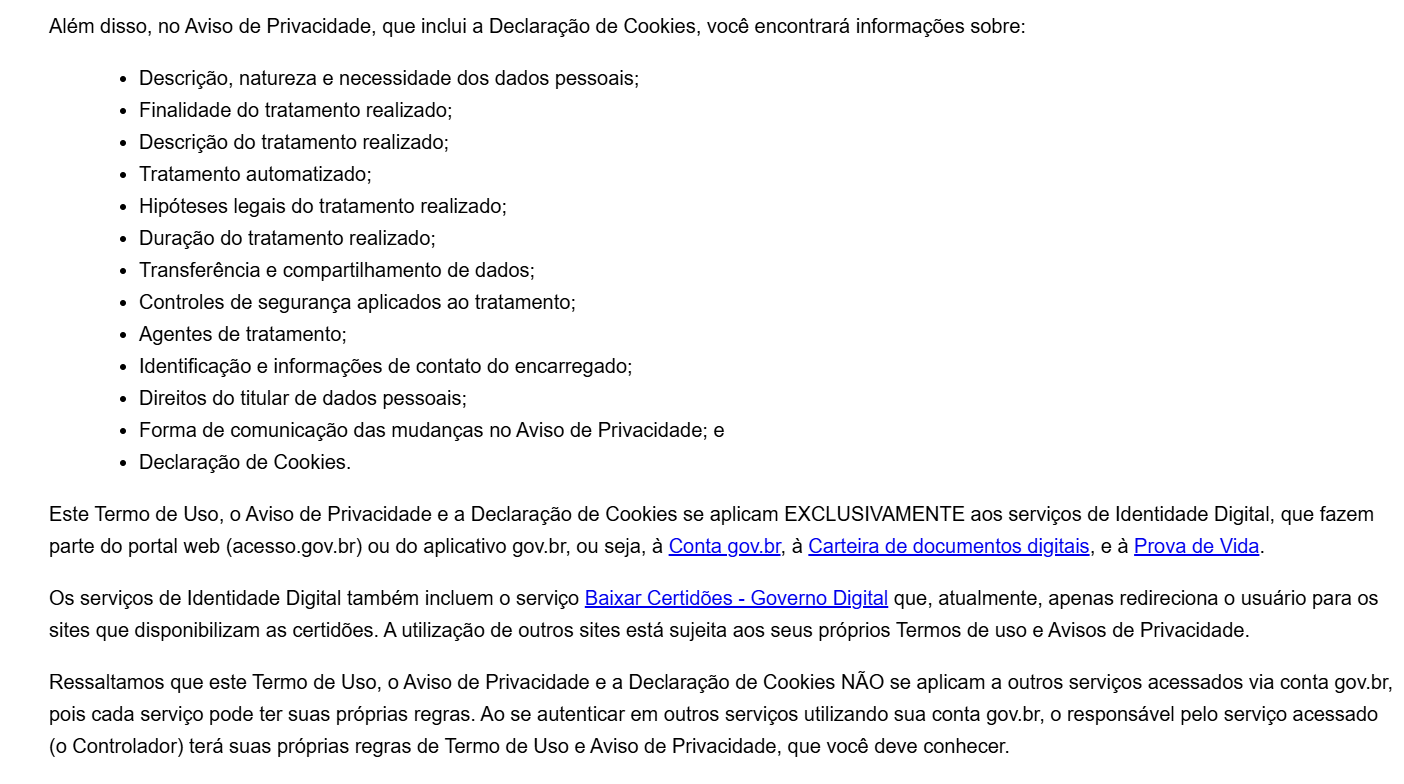 Além disso, no Aviso de Privacidade, que inclui a Declaração de Cookies, você encontrará informações sobre:
• Descrição, natureza e necessidade dos dados pessoais;
• Finalidade do tratamento realizado;
• Descrição do tratamento realizado;
• Tratamento automatizado;
• Hipóteses legais do tratamento realizado;
• Duração do tratamento realizado;
• Transferência e compartilhamento de dados;
• Controles de segurança aplicados ao tratamento;
• Agentes de tratamento;
• Identificação e informações de contato do encarregado;
• Direitos do titular de dados pessoais;
• Forma de comunicação das mudanças no Aviso de Privacidade; e
• Declaração de Cookies.
Este Termo de Uso, o Aviso de Privacidade e a Declaração de Cookies se aplicam EXCLUSIVAMENTE aos serviços de Identidade Digital, que fazem
parte do portal web (acesso.gov.br) ou do aplicativo gov.br, ou seja, à Conta gov.br, à Carteira de documentos digitais, e à Prova de Vida.
Os serviços de Identidade Digital também incluem o serviço Baixar Certidões - Governo Digital que, atualmente, apenas redireciona o usuário para os
sites que disponibilizam as certidões. A utilização de outros sites está sujeita aos seus próprios Termos de uso e Avisos de Privacidade.
Ressaltamos que este Termo de Uso, o Aviso de Privacidade e a Declaração de Cookies NÃO se aplicam a outros serviços acessados via conta gov.br,
pois cada serviço pode ter suas próprias regras. Ao se autenticar em outros serviços utilizando sua conta gov.br, o responsável pelo serviço acessado
(o Controlador) terá suas próprias regras de Termo de Uso e Aviso de Privacidade, que você deve conhecer.